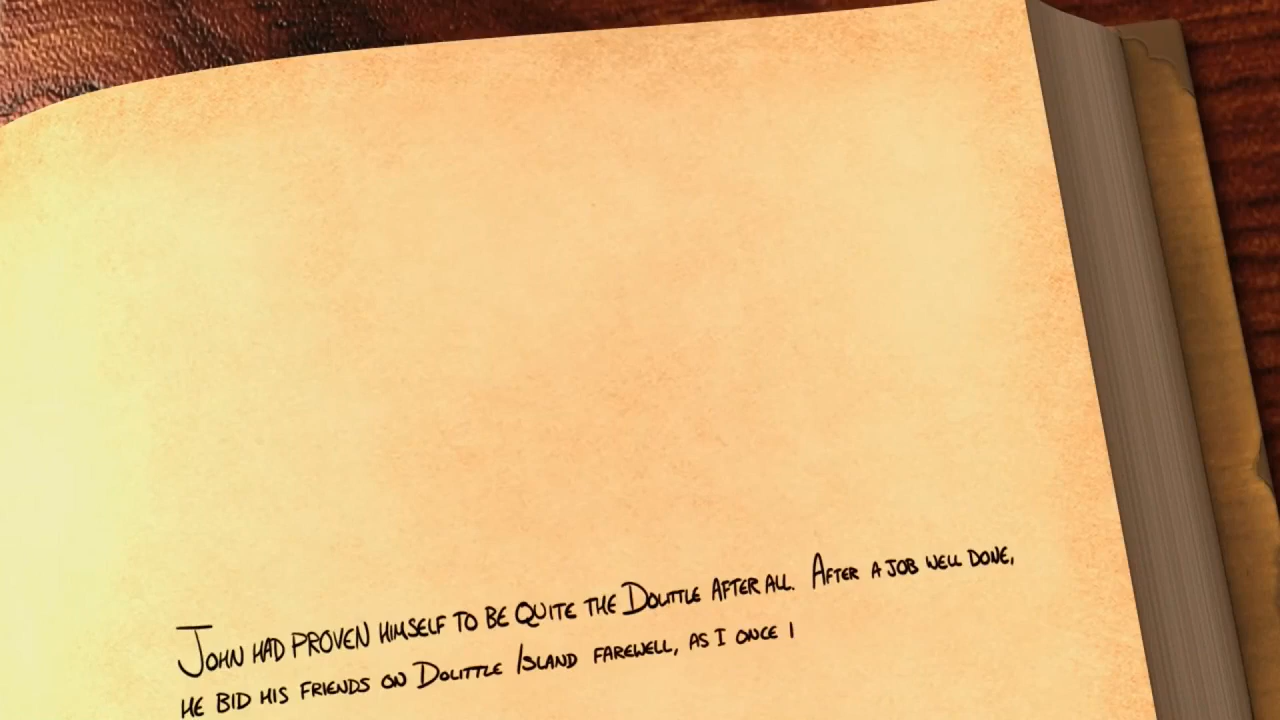 John had proven himself to be quite the Dolittle after all. After a job well done,
he bid his friends on Dolittle Island farewell, as I once